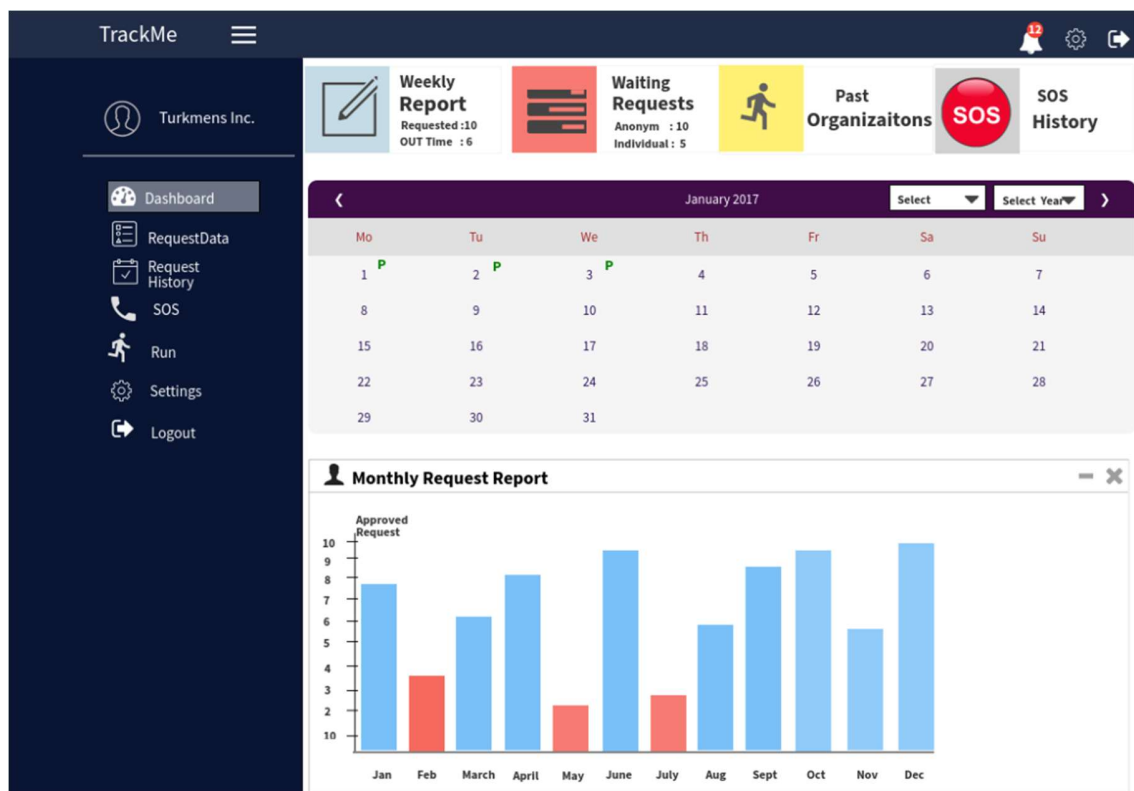 TrackMe
12
Turkmens Inc.
Dashboard
RequestData
Request
History
SOS
Run
Settings
Logout
Weekly
Report
Requested :10
OUT Time : 6
Waiting
Requests
Anonym : 10
Individual : 5
Past
Organizaitons
SOS
SOS
History
January 2017
Select
Select Year
Mo Tu We Th Fr Sa Su
1 P 2 P 3 P 4 5 6 7
8 9 10 11 12 13 14
15 16 17 18 19 20 21
22 23 24 25 26 27 28
29 30 31
Monthly Request Report
Approved
Request
10
9
8
7
6
5
4
3
2
10
Jan Feb March April May June July Aug Sept Oct Nov Dec